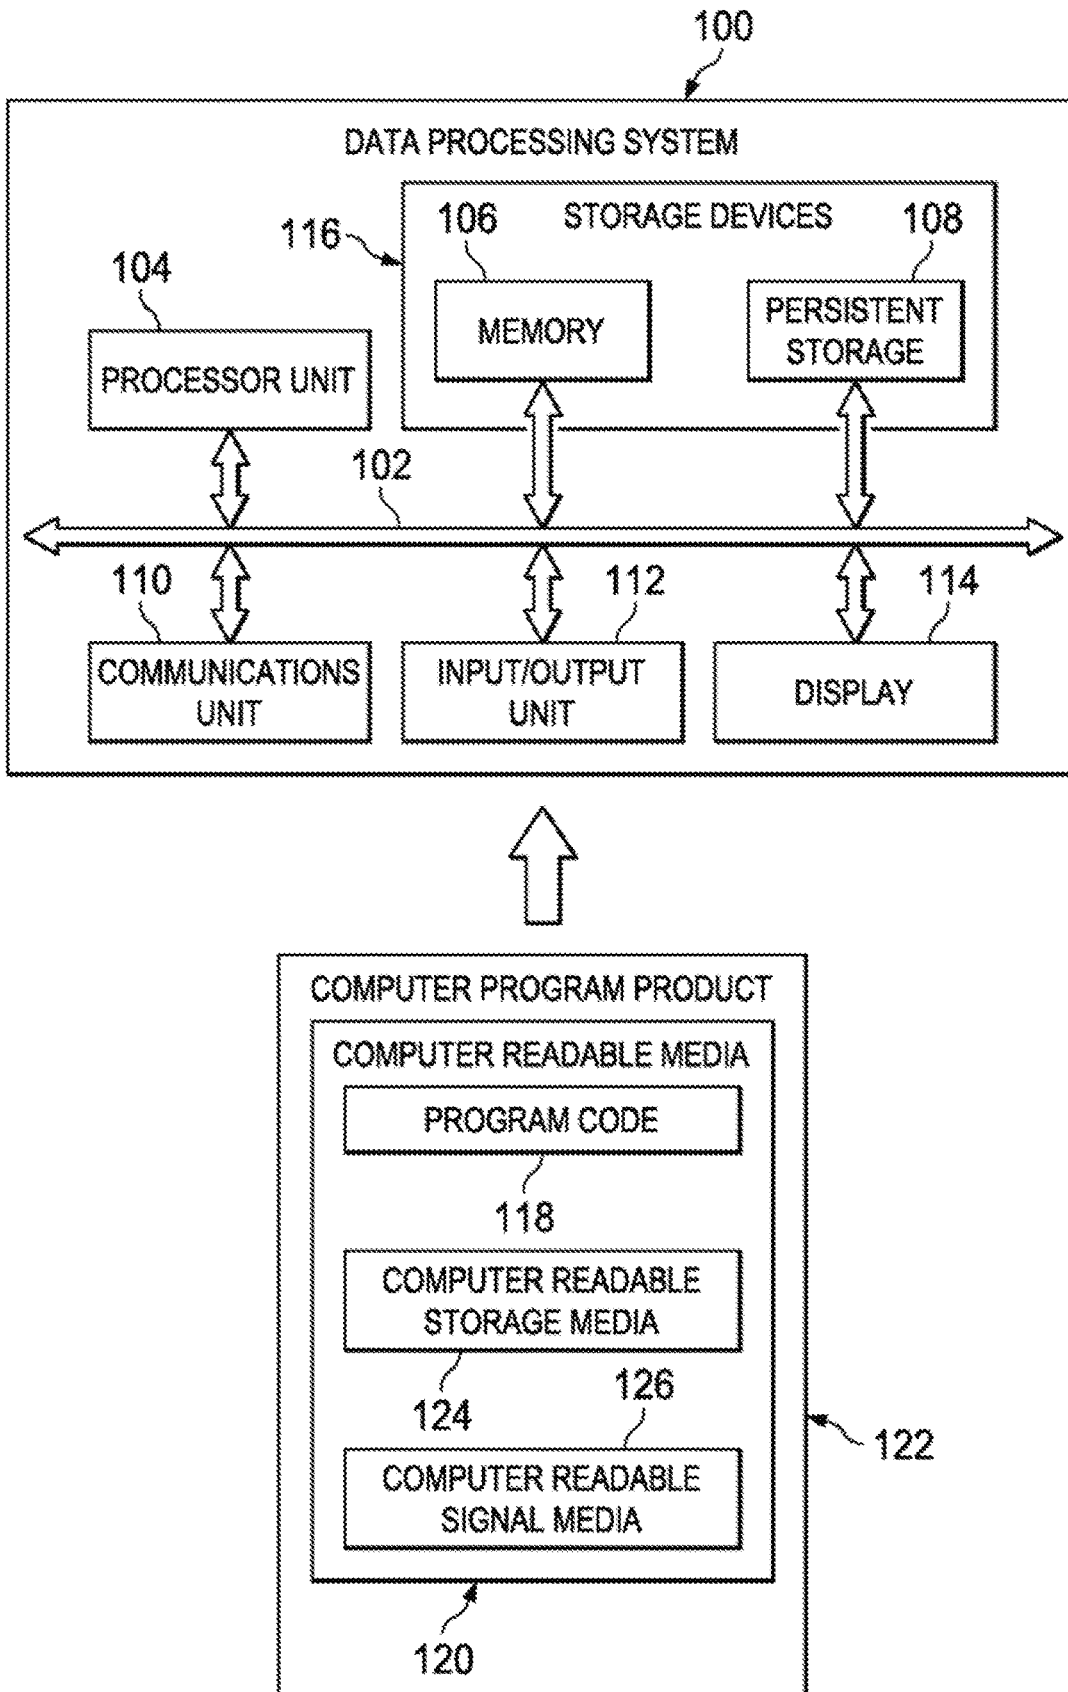 100
DATA PROCESSING SYSTEM
116
106
STORAGE DEVICES
108
104
MEMORY
PERSISTENT
STORAGE
PROCESSOR UNIT
102
110
112
114
COMMUNICATIONS
UNIT
INPUT/OUTPUT
UNIT
DISPLAY
COMPUTER PROGRAM PRODUCT
COMPUTER READABLE MEDIA
PROGRAM CODE
118
COMPUTER READABLE
STORAGE MEDIA
124
126
122
COMPUTER READABLE
SIGNAL MEDIA
120